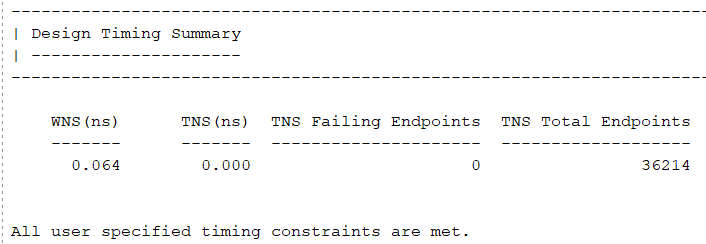 ------------------------------------------------------------------------
| Design Timing Summary
| ---------------------
------------------------------------------------------------------------
    WNS(ns)      TNS(ns)  TNS Failing Endpoints  TNS Total Endpoints
    -------      -------  ---------------------  -------------------
      0.064        0.000                      0                36214
All user specified timing constraints are met.